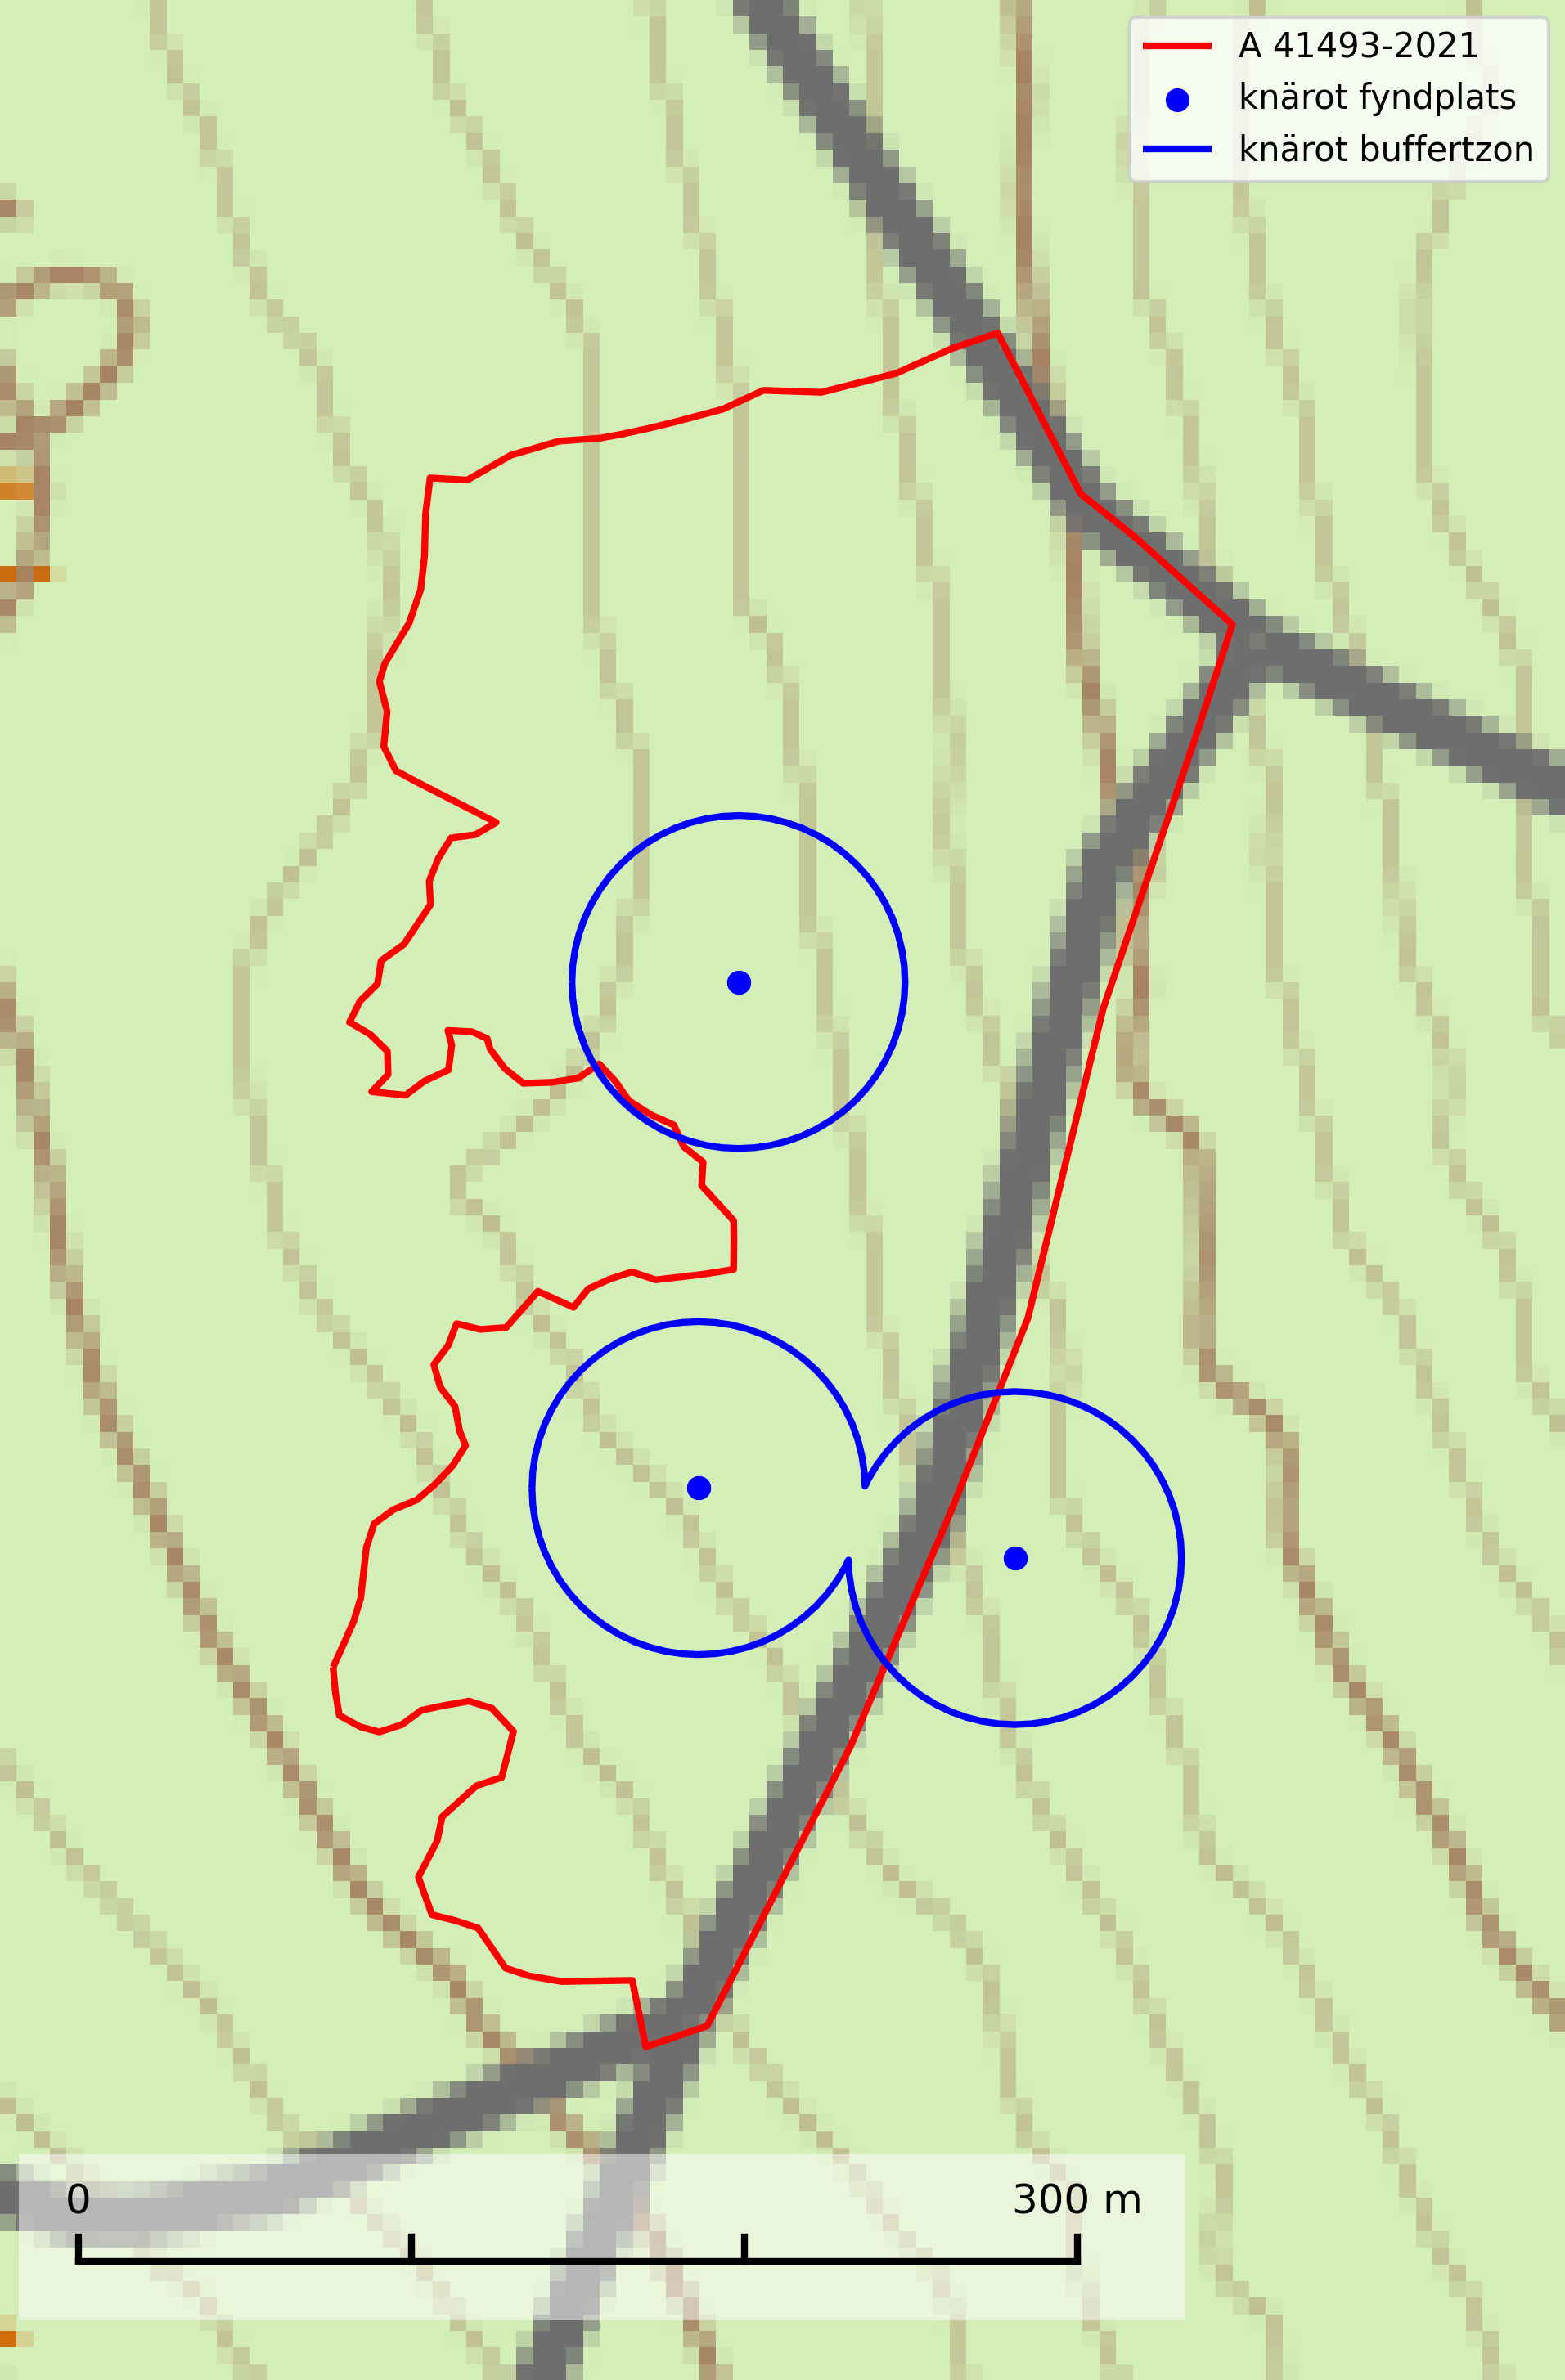 A 41493-2021
knärot fyndplats
knärot buffertzon
0 300 m